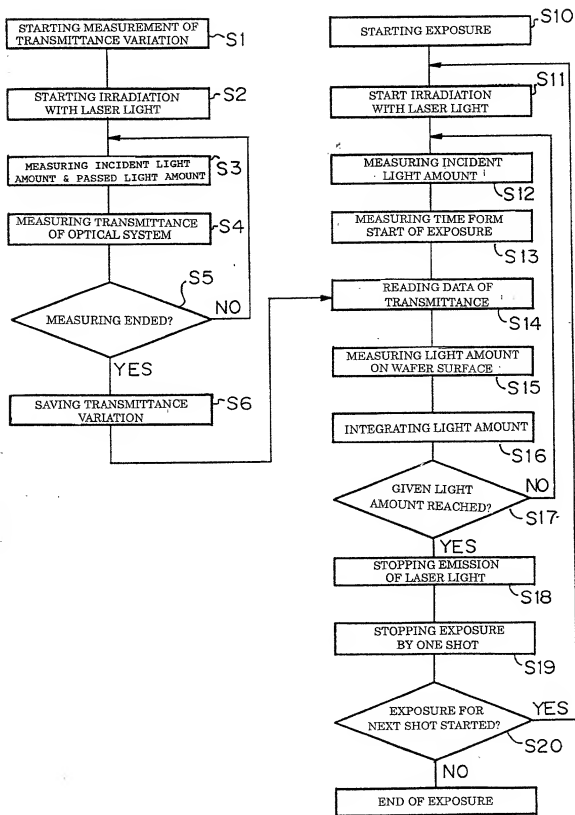 STARTING MEASUREMENT OF
TRANSMITTANCE VARIATION
S1
STARTING IRRADIATION
WITH LASER LIGHT
S2
MEASURING INCIDENT LIGHT
AMOUNT & PASSED LIGHT AMOUNT
S3
MEASURING TRANSMITTANCE
OF OPTICAL SYSTEM
S4
S5
MEASURING ENDED?
NO
YES
SAVING TRANSMITTANCE
VARIATION
S6
S10
STARTING EXPOSURE
START IRRADIATION
WITH LASER LIGHT
S11
MEASURING INCIDENT
LIGHT AMOUNT
S12
MEASURING TIME FORM
START OF EXPOSURE
S13
READING DATA OF
TRANSMITTANCE
S14
MEASURING LIGHT AMOUNT
ON WAFER SURFACE
S15
INTEGRATING LIGHT AMOUNT
S16
GIVEN LIGHT
AMOUNT REACHED?
NO
S17
YES
STOPPING EMISSION
OF LASER LIGHT
S18
STOPPING EXPOSURE
BY ONE SHOT
S19
EXPOSURE FOR
NEXT SHOT STARTED?
YES
S20
NO
END OF EXPOSURE